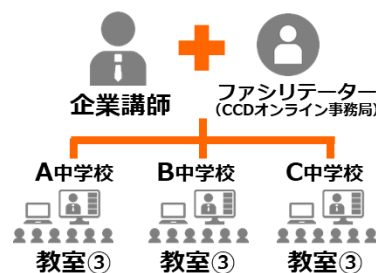 企業講師
ファシリテーター
(CCDオンライン事務局)
A中学校 B中学校 C中学校
教室③ 教室③ 教室③